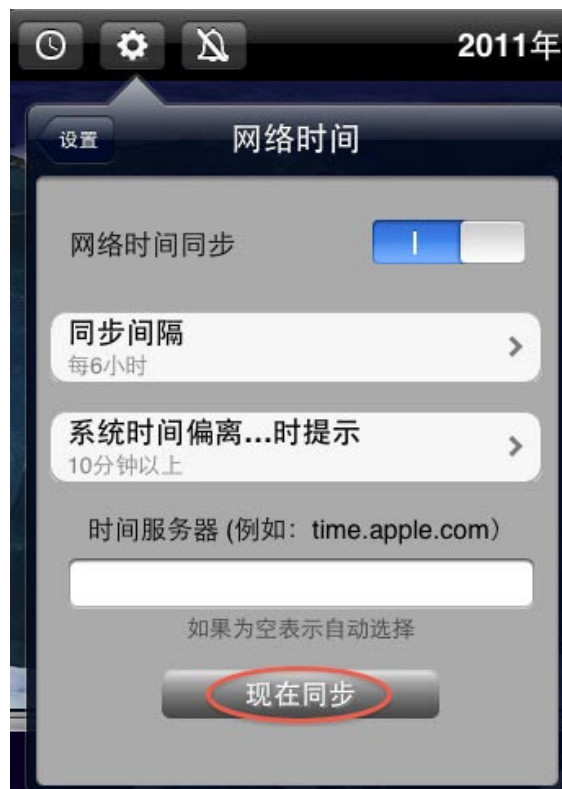 2011年
设置
网络时间
网络时间同步
同步间隔
每6小时
系统时间偏离...时提示
10分钟以上
时间服务器 (例如：time.apple.com）
如果为空表示自动选择
现在同步